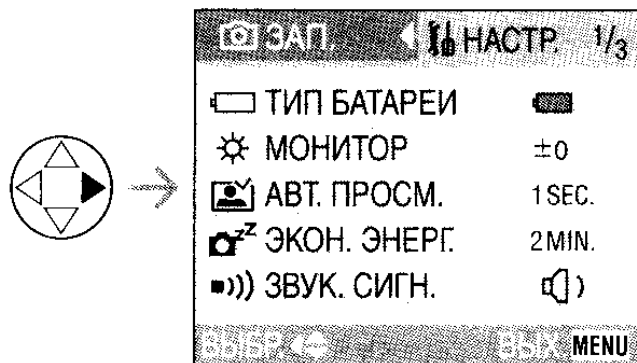 ЗАП. НАСТР. 1/3
ТИП БАТАРЕИ
МОНИТОР ±0
АВТ. ПРОСМ. 1SEC.
ЭКОН. ЭНЕРГ. 2MIN.
ЗВУК. СИГН.
ВЫБР ВЫХ MENU